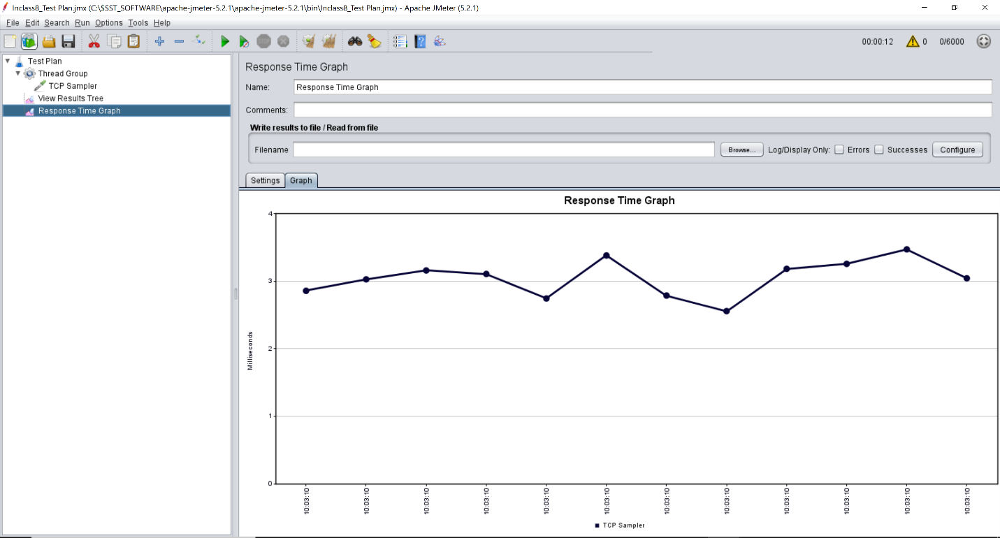 Inclass8_Test Plan.jmx (C:\SSST_SOFTWARE\apache-jmeter-5.2.1\apache-jmeter-5.2.1\bin\Inclass8_Test Plan.jmx) - Apache JMeter (5.2.1)
File Edit Search Run Options Tools Help
00:00:12 0 0/6000
Test Plan
Thread Group
TCP Sampler
View Results Tree
Response Time Graph
Response Time Graph
Name: Response Time Graph
Comments:
Write results to file / Read from file
Filename Browse... Log/Display Only: Errors Successes Configure
Settings Graph
Response Time Graph
Milliseconds
4
3
2
1
0
10:03:10 10:03:10 10:03:10 10:03:10 10:03:10 10:03:10 10:03:10 10:03:10 10:03:10 10:03:10 10:03:10 10:03:10
TCP Sampler